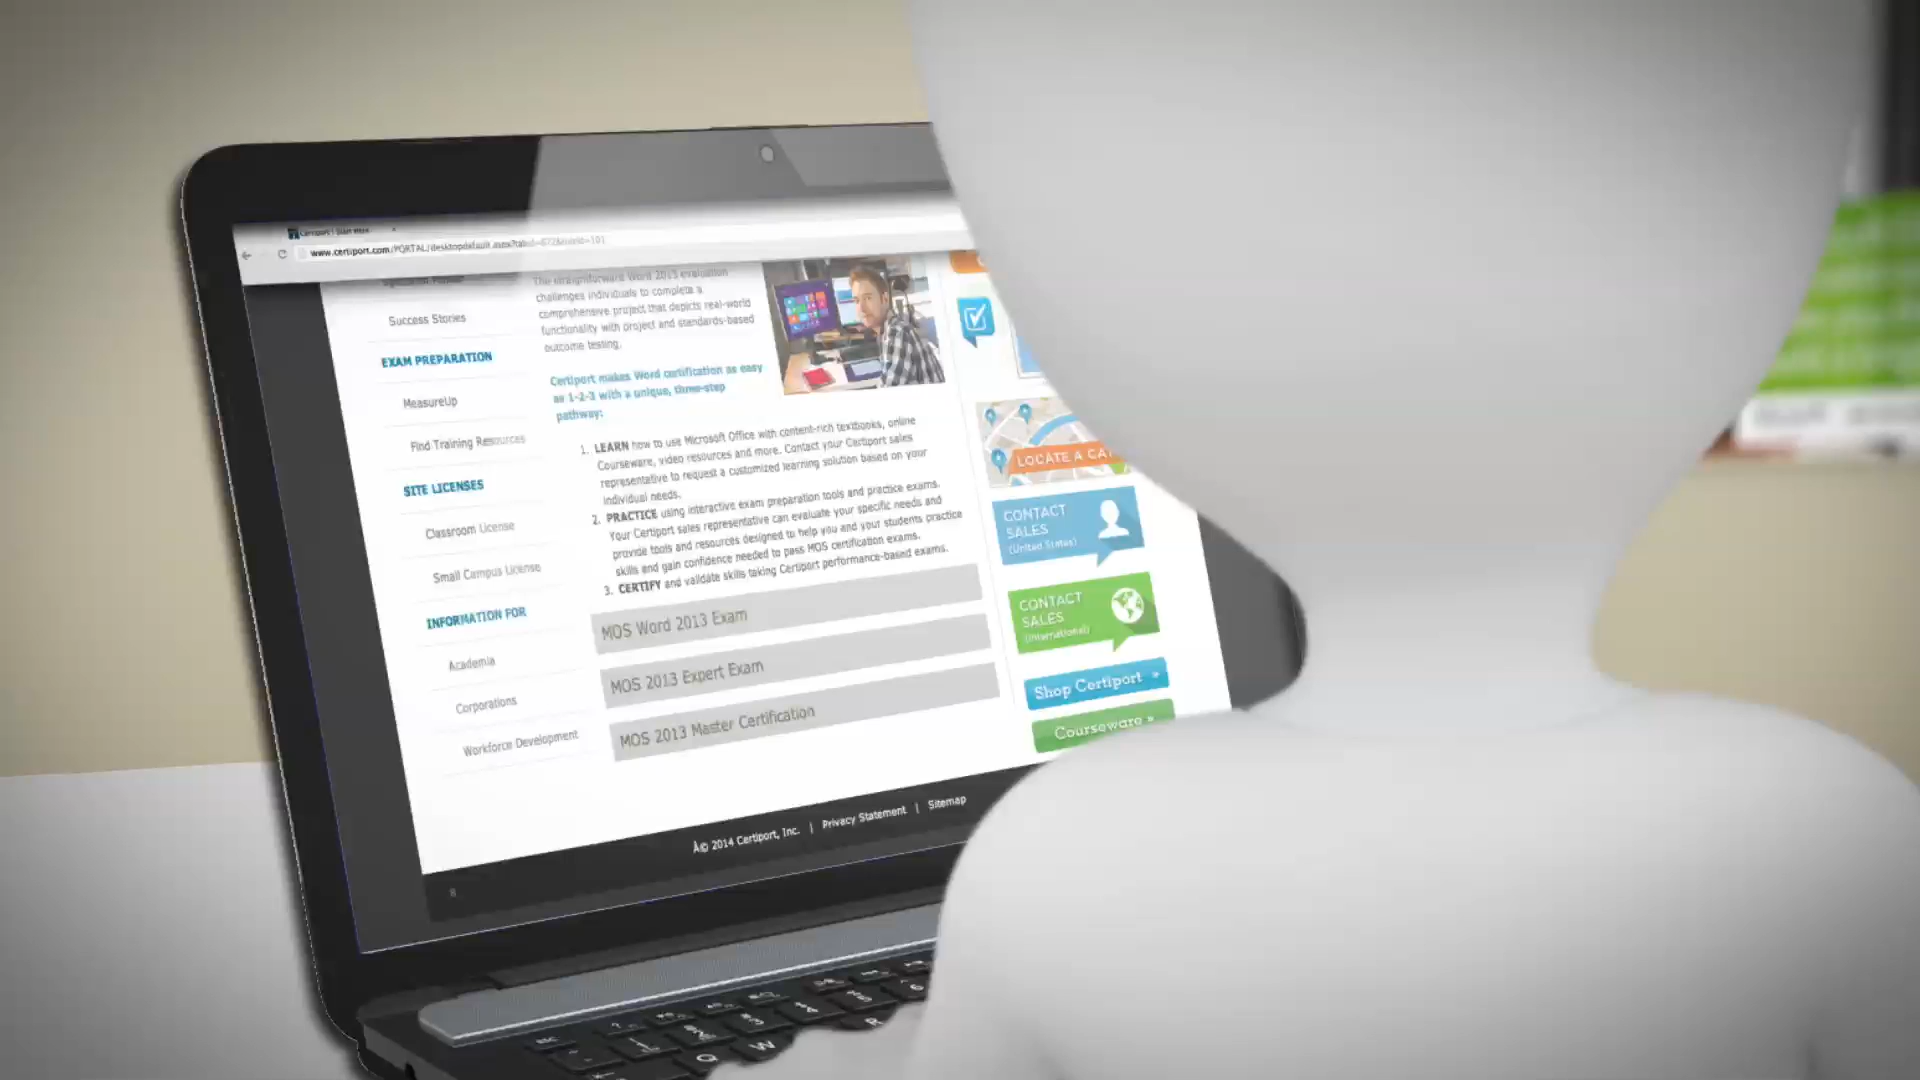 www.certiport.com/PORTAL/desktopdefault.aspx?
Success Stories
EXAM PREPARATION
MeasureUp
Find Training Resources
SITE LICENSES
Classroom License
Small Campus License
INFORMATION FOR
Academia
Corporations
Workforce Development
The straightforward Word 2013 evaluation
challenges individuals to complete a
comprehensive project that depicts real-world
functionality with project and standards-based
outcome testing.
Certiport makes Word certification as easy
as 1-2-3 with a unique, three-step
pathway:
1. LEARN how to use Microsoft Office with content-rich textbooks, online
Courseware, video resources and more. Contact your Certiport sales
representative to request a customized learning solution based on your
individual needs.
2. PRACTICE using interactive exam preparation tools and practice exams.
Your Certiport sales representative can evaluate your specific needs and
provide tools and resources designed to help you and your students practice
skills and gain confidence needed to pass MOS certification exams.
3. CERTIFY and validate skills taking Certiport performance-based exams.
MOS Word 2013 Exam
MOS 2013 Expert Exam
MOS 2013 Master Certification
LOCATE A
CONTACT
SALES
(United States)
CONTACT
SALES
(International)
Shop Certiport »
Courseware »
Â© 2014 Certiport, Inc. | Privacy Statement | Sitemap
Q W R